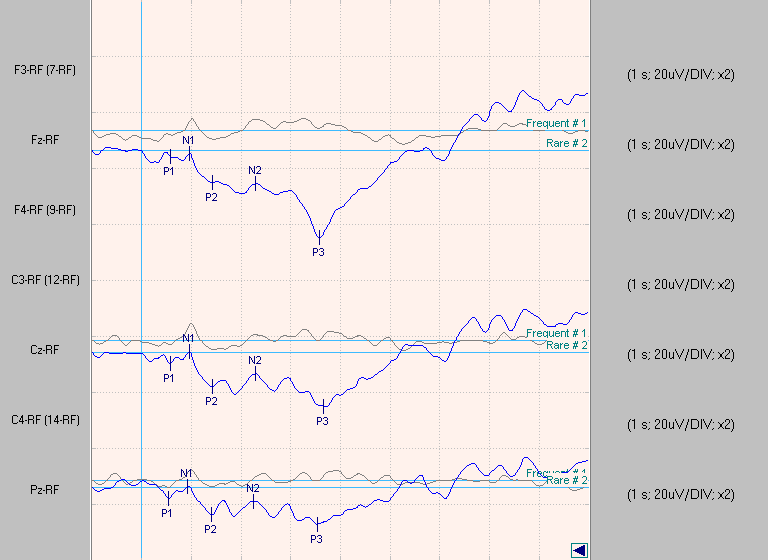 F3-RF (7-RF) (1 s; 20uV/DIV; x2)
Frequent # 1
Fz-RF N1 Rare # 2 (1 s; 20uV/DIV; x2)
P1 N2
P2
F4-RF (9-RF) (1 s; 20uV/DIV; x2)
P3
C3-RF (12-RF) (1 s; 20uV/DIV; x2)
Frequent # 1
N1 Rare # 2
Cz-RF N2 (1 s; 20uV/DIV; x2)
P1
P2
C4-RF (14-RF) P3 (1 s; 20uV/DIV; x2)
N1 Frequent # 1
Rare # 2
Pz-RF N2 (1 s; 20uV/DIV; x2)
P1
P2
P3